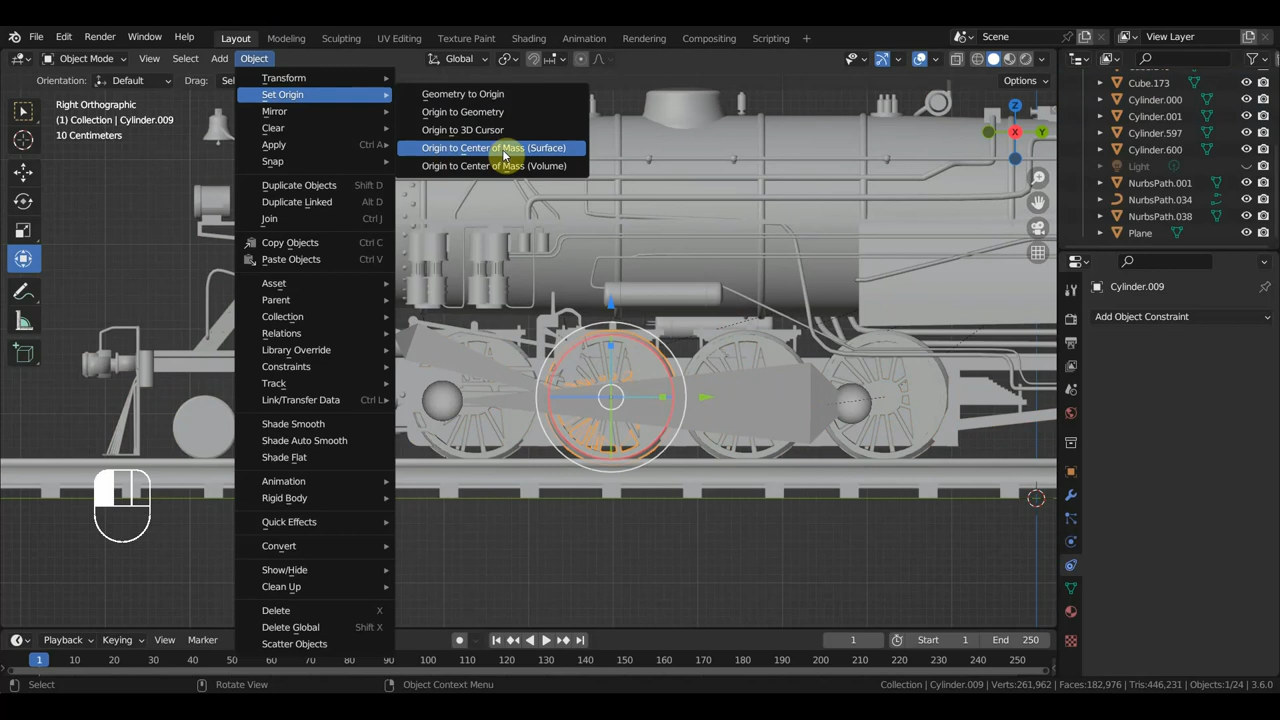 File Edit Render Window Help Layout Modeling Sculpting UV Editing Texture Paint Shading Animation Rendering Compositing Scripting + Scene View Layer
Object Mode View Select Add Object Global
Orientation: Default Drag: Sel Options
Right Orthographic
(1) Collection | Cylinder.009
10 Centimeters
Transform
Set Origin
Mirror
Clear
Apply Ctrl A
Snap
Duplicate Objects Shift D
Duplicate Linked Alt D
Join Ctrl J
Copy Objects Ctrl C
Paste Objects Ctrl V
Asset
Parent
Collection
Relations
Library Override
Constraints
Track
Link/Transfer Data Ctrl L
Shade Smooth
Shade Auto Smooth
Shade Flat
Animation
Rigid Body
Quick Effects
Convert
Show/Hide
Clean Up
Delete X
Delete Global Shift X
Scatter Objects
Geometry to Origin
Origin to Geometry
Origin to 3D Cursor
Origin to Center of Mass (Surface)
Origin to Center of Mass (Volume)
Z
X
Y
Cube.173
Cylinder.000
Cylinder.001
Cylinder.597
Cylinder.600
Light
NurbsPath.001
NurbsPath.034
NurbsPath.038
Plane
Cylinder.009
Add Object Constraint
Playback Keying View Marker 1 Start 1 End 250
1 10 20 30 40 50 60 70 80 90 100 110 120 130 140 150 160 170 180 190 200 210 220 230 240 250
Select Rotate View Object Context Menu Collection | Cylinder.009 | Verts:261,962 | Faces:182,976 | Tris:446,231 | Objects:1/24 | 3.6.0